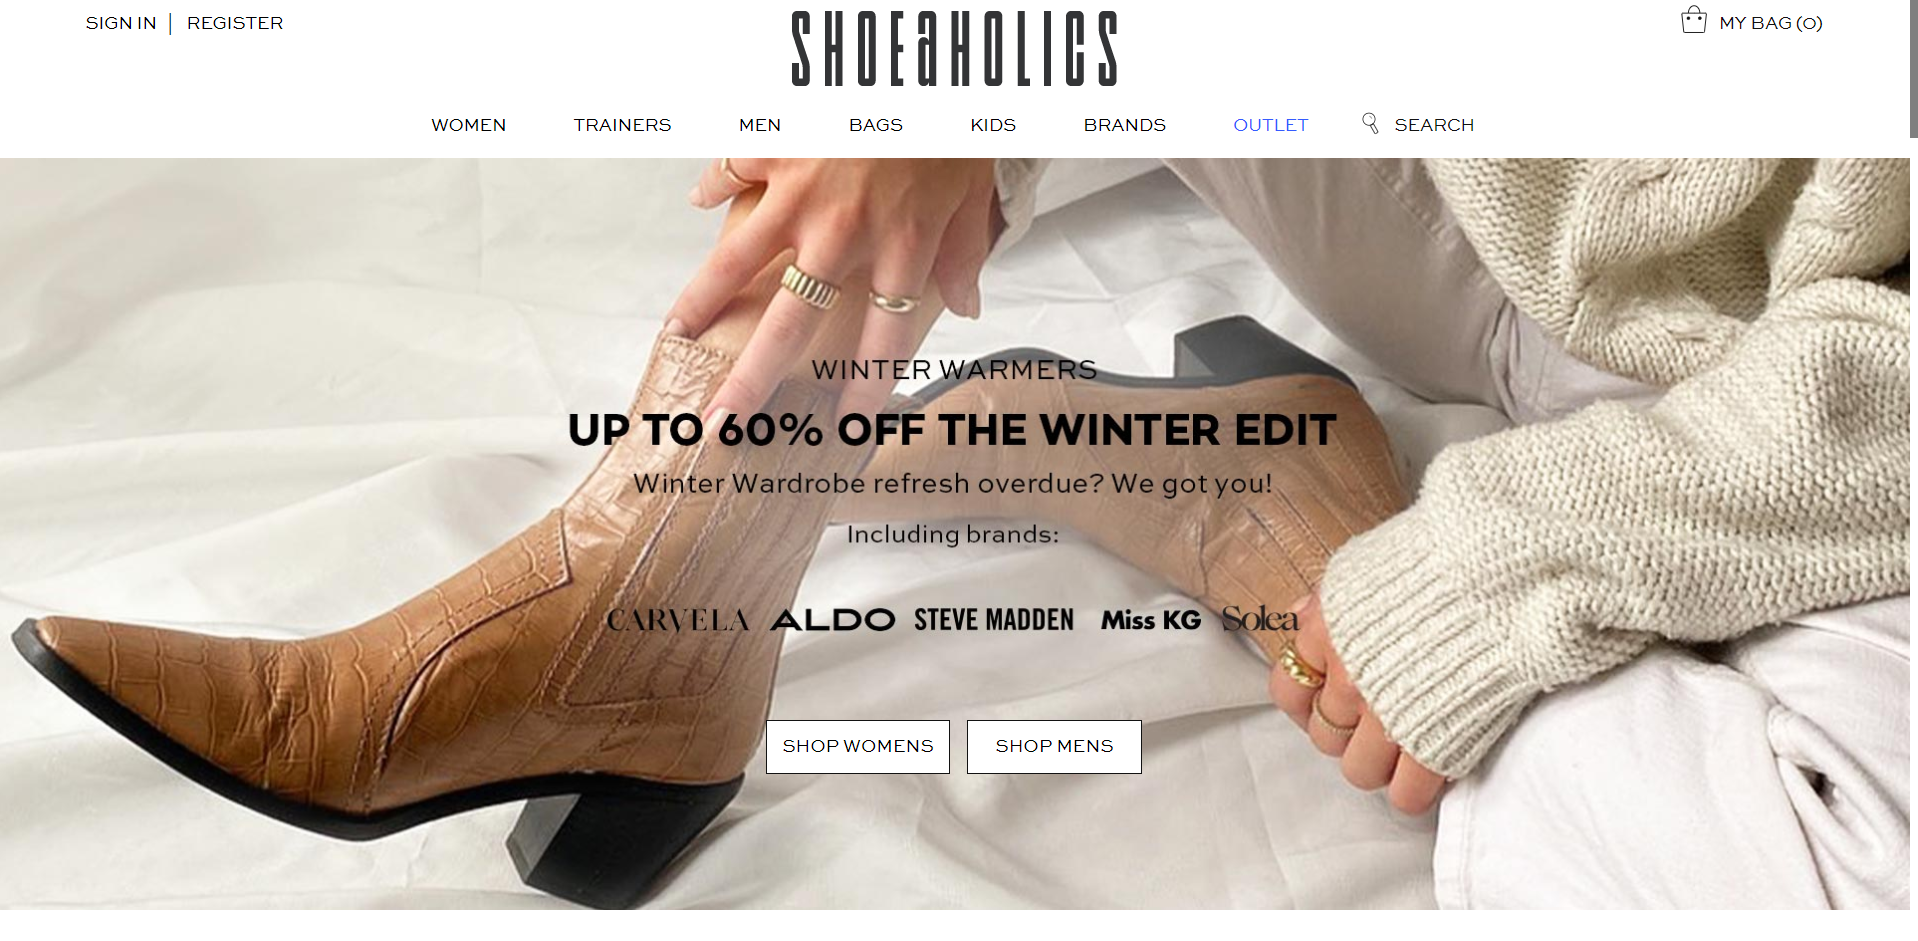 SIGN IN | REGISTER
SHOEaHOLICS
MY BAG (0)
WOMEN TRAINERS MEN BAGS KIDS BRANDS OUTLET SEARCH
WINTER WARMERS
UP TO 60% OFF THE WINTER EDIT
Winter Wardrobe refresh overdue? We got you!
Including brands:
CARVELA ALDO STEVE MADDEN Miss KG Solea
SHOP WOMENS SHOP MENS